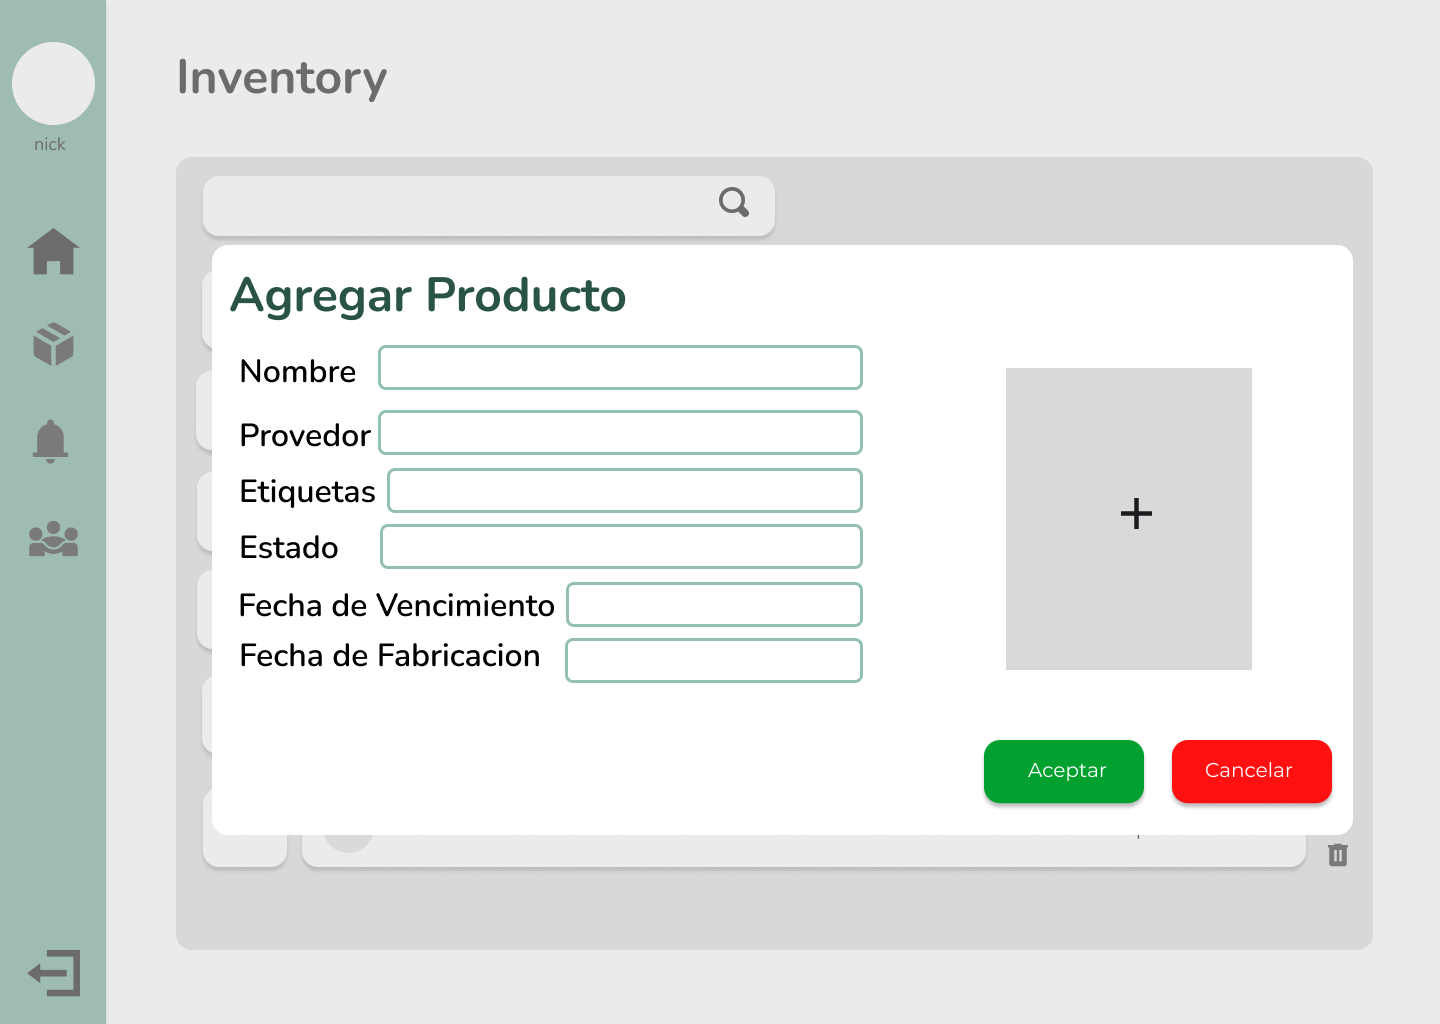 Inventory
nick
Agregar Producto
Nombre
Provedor
Etiquetas
Estado
Fecha de Vencimiento
Fecha de Fabricacion
+
Aceptar
Cancelar